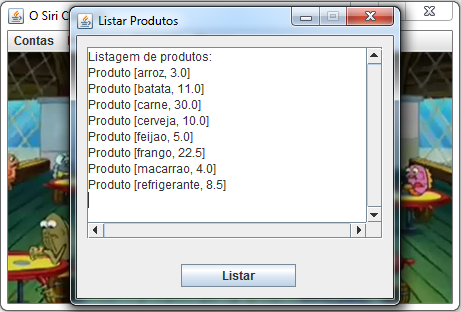 O Siri C
Listar Produtos
Contas
Listagem de produtos:
Produto [arroz, 3.0]
Produto [batata, 11.0]
Produto [carne, 30.0]
Produto [cerveja, 10.0]
Produto [feijao, 5.0]
Produto [frango, 22.5]
Produto [macarrao, 4.0]
Produto [refrigerante, 8.5]
Listar